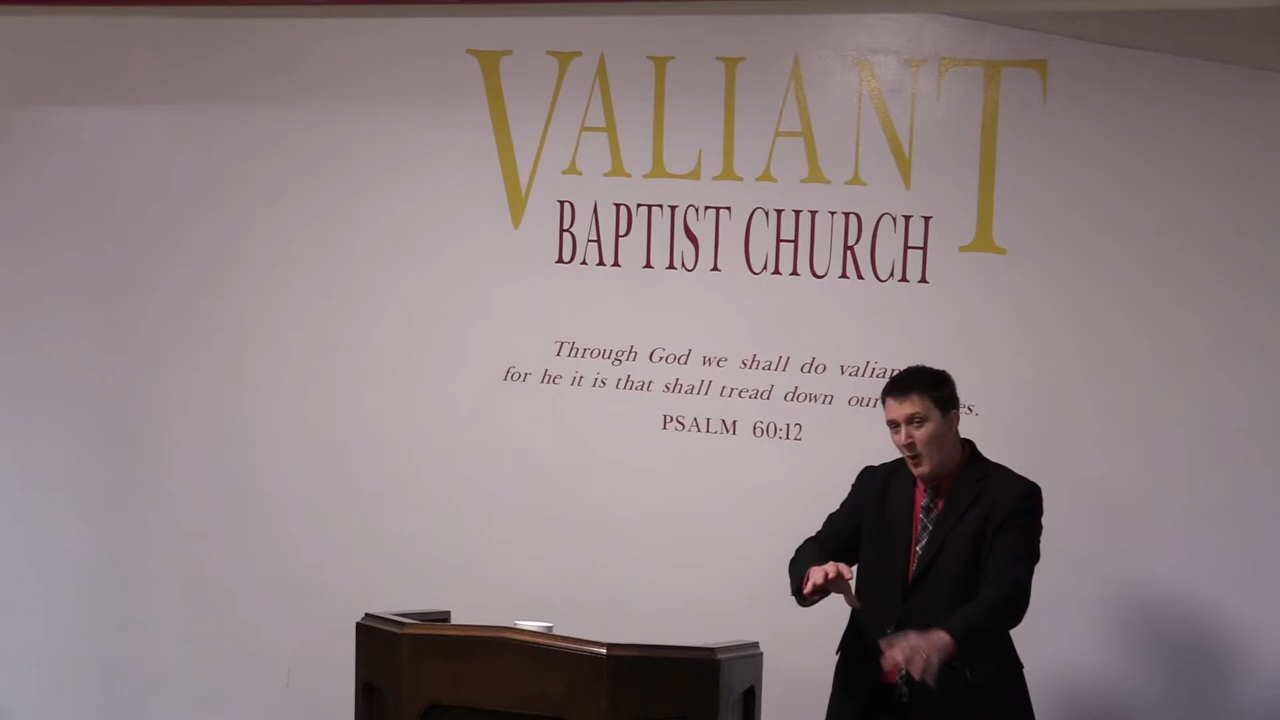 VALIANT
BAPTIST CHURCH
Through God we shall do
for he it is that shall tread down our
PSALM 60:12